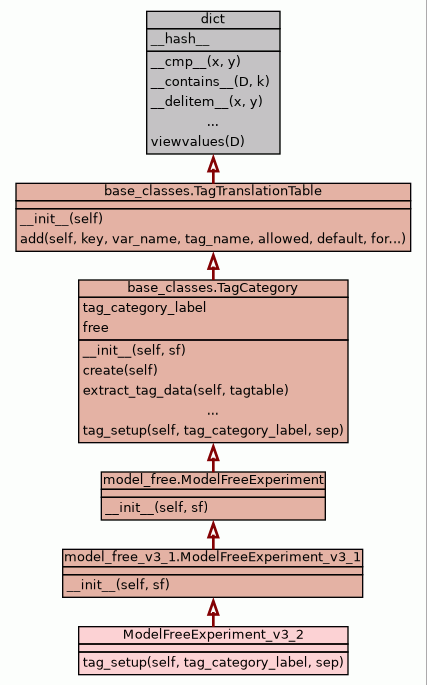 dict
__hash__
__cmp__(x, y)
__contains__(D, k)
__delitem__(x, y)
...
viewvalues(D)
base_classes.TagTranslationTable
__init__(self)
add(self, key, var_name, tag_name, allowed, default, for...)
base_classes.TagCategory
tag_category_label
free
__init__(self, sf)
create(self)
extract_tag_data(self, tagtable)
...
tag_setup(self, tag_category_label, sep)
model_free.ModelFreeExperiment
__init__(self, sf)
model_free_v3_1.ModelFreeExperiment_v3_1
__init__(self, sf)
ModelFreeExperiment_v3_2
tag_setup(self, tag_category_label, sep)